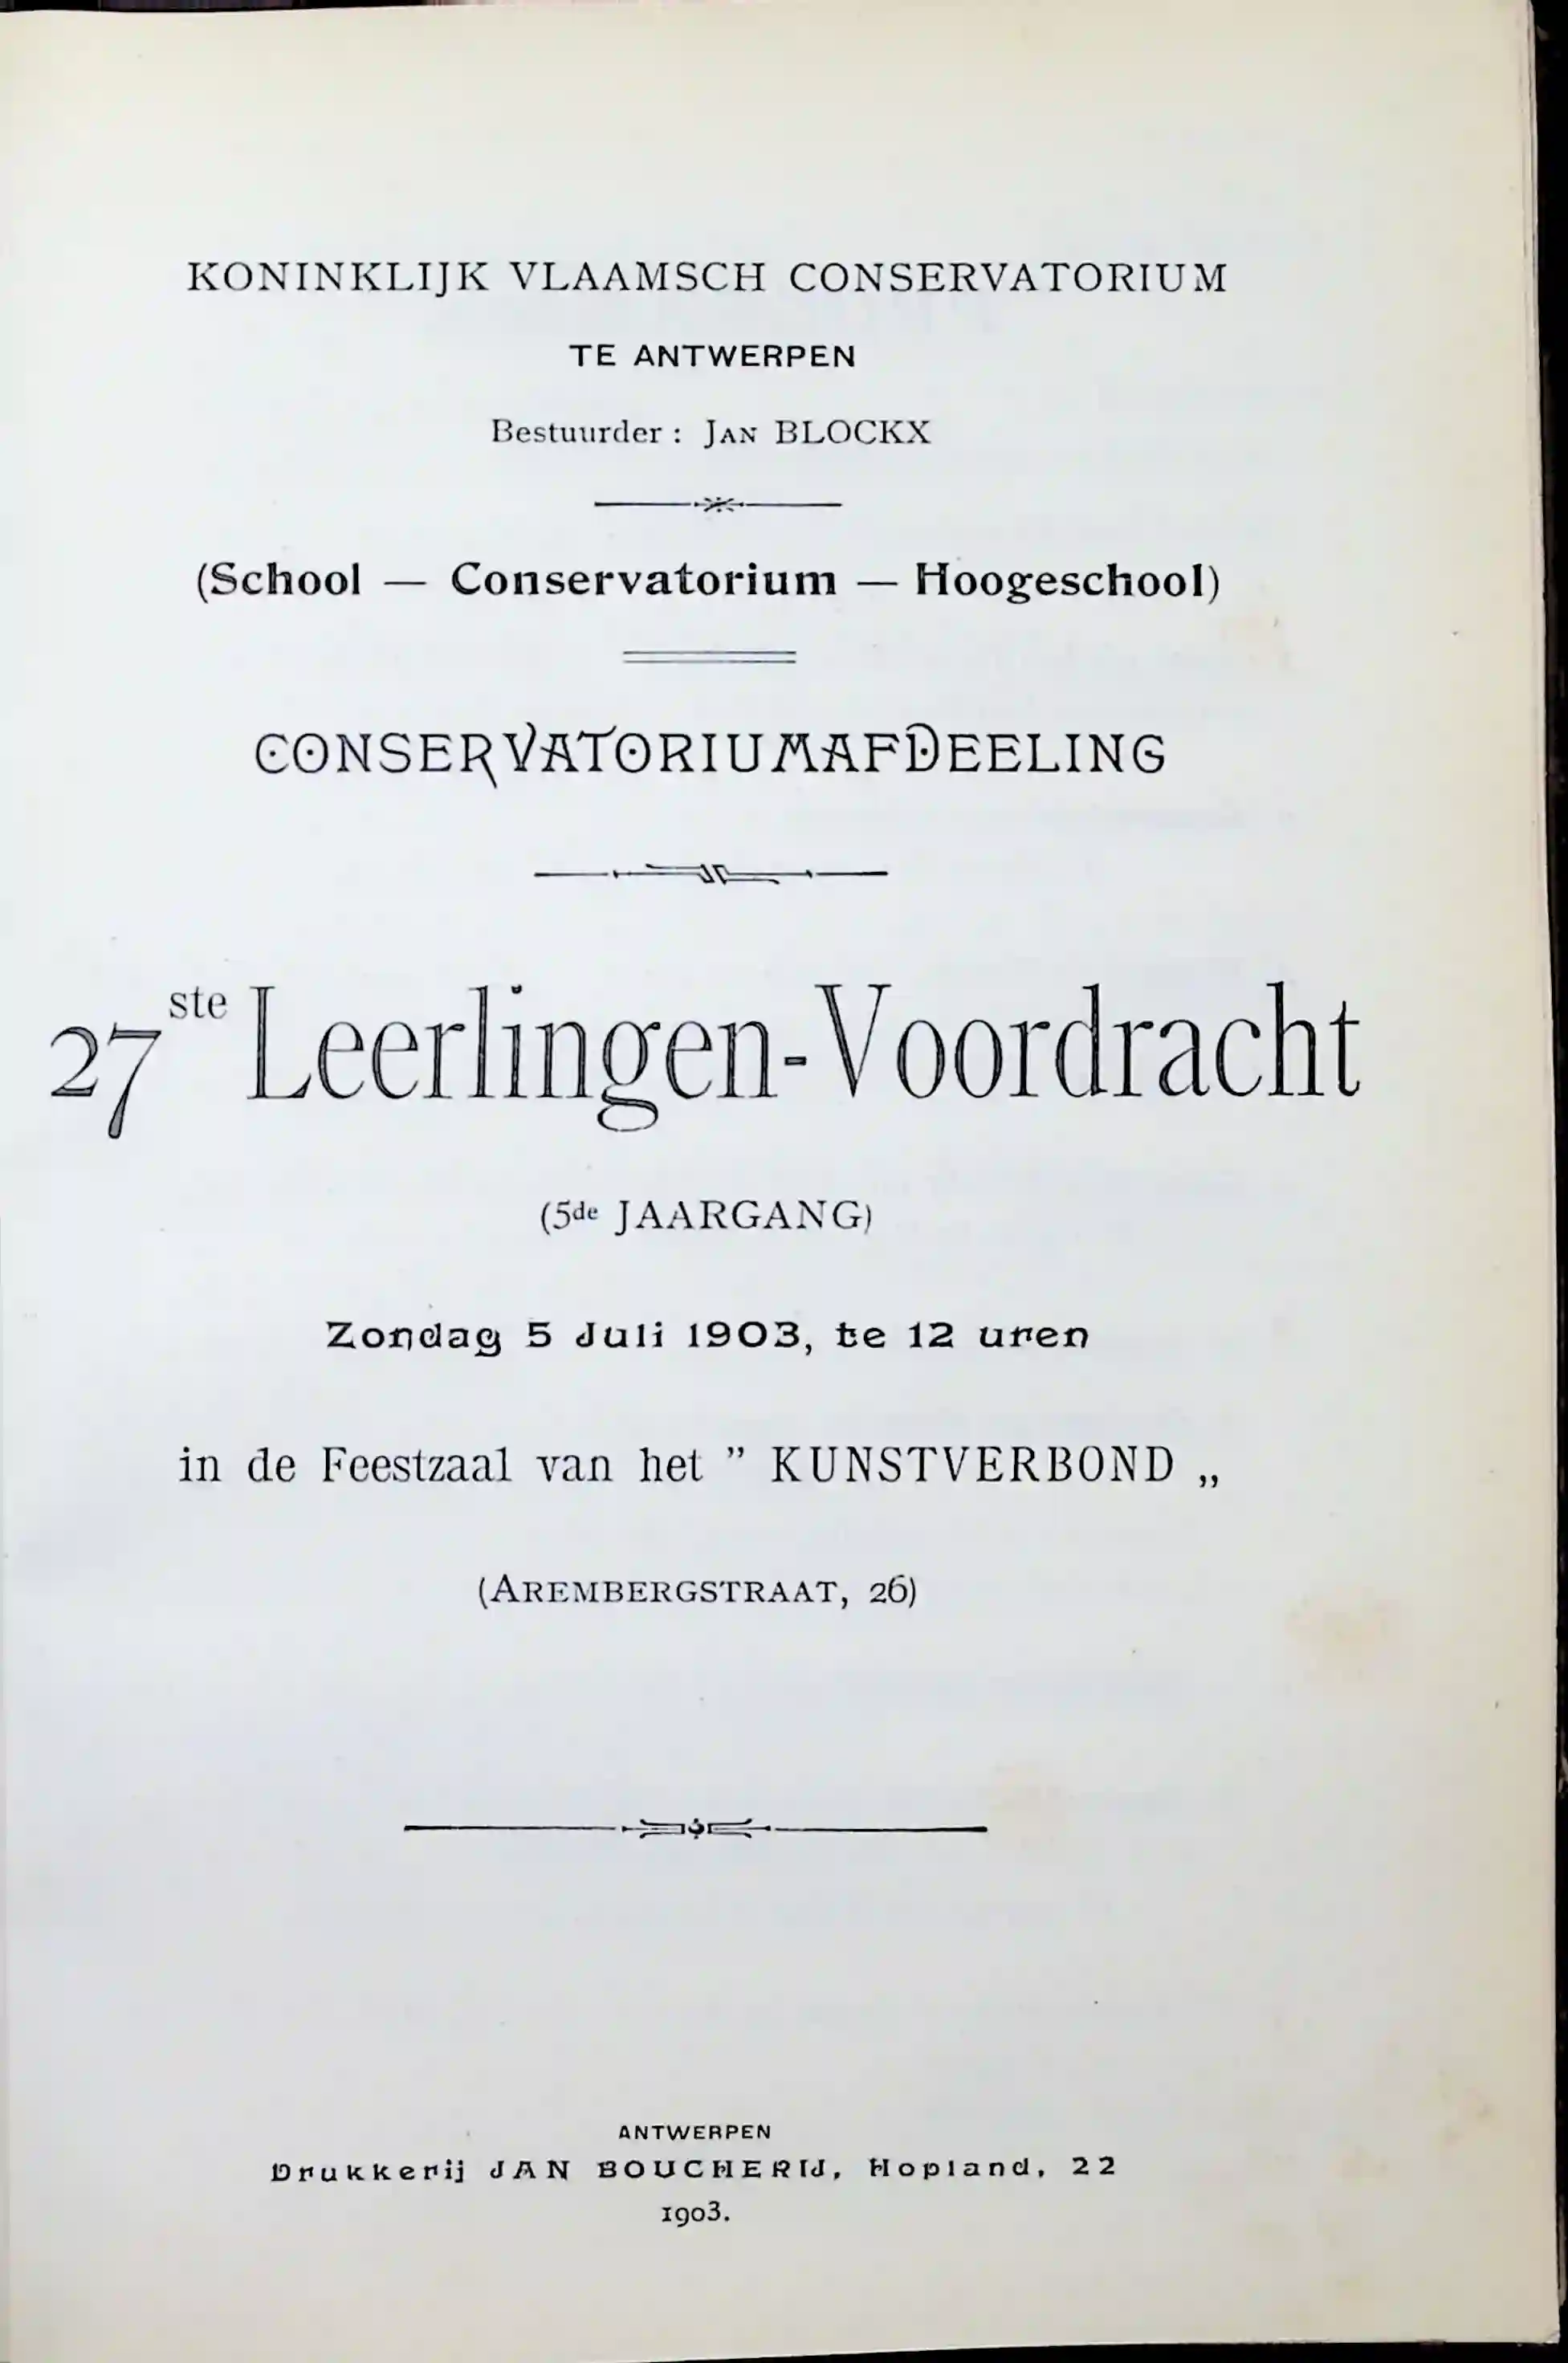 KONINKLIJK VLAAMSCH CONSERVATORIUM
TE ANTWERPEN
Bestuurder : JAN BLOCKX
(School — Conservatorium — Hoogeschool)
CONSERVATORIUMAFDEELING
27ste Leerlingen-Voordracht
(5de JAARGANG)
Zondag 5 Juli 1903, te 12 uren
in de Feestzaal van het ” KUNSTVERBOND „
(AREMBERGSTRAAT, 26)
ANTWERPEN
Drukkerij JAN BOUCHERIJ, Hopland, 22
1903.